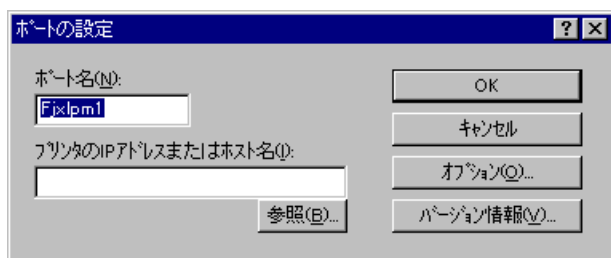 ﾎﾟｰﾄの設定
ﾎﾟｰﾄ名(N):
Fjxlpm1
ﾌﾟﾘﾝﾀのIPｱﾄﾞﾚｽまたはﾎｽﾄ名(I):
参照(B)...
OK
ｷｬﾝｾﾙ
ｵﾌﾟｼｮﾝ(O)...
ﾊﾞｰｼﾞｮﾝ情報(V)...